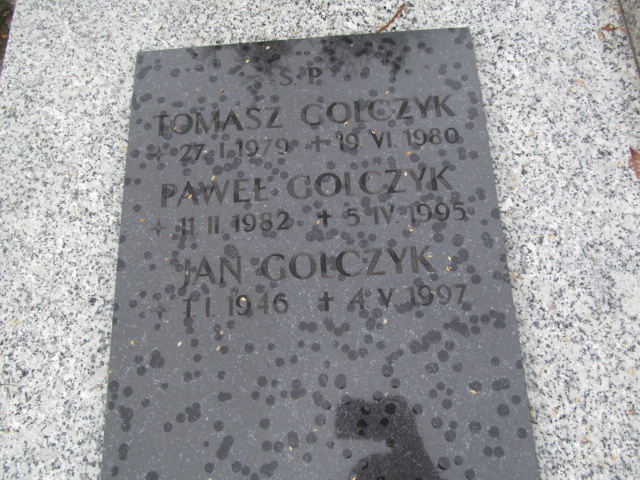 S P
TOMASZ GOLCZYK
* 27 I 1979 + 19 VI 1980
PAWEŁ GOLCZYK
* 11 II 1982 + 5 IV 1995
JAN GOLCZYK
* 1 I 1946 + 4 V 1997